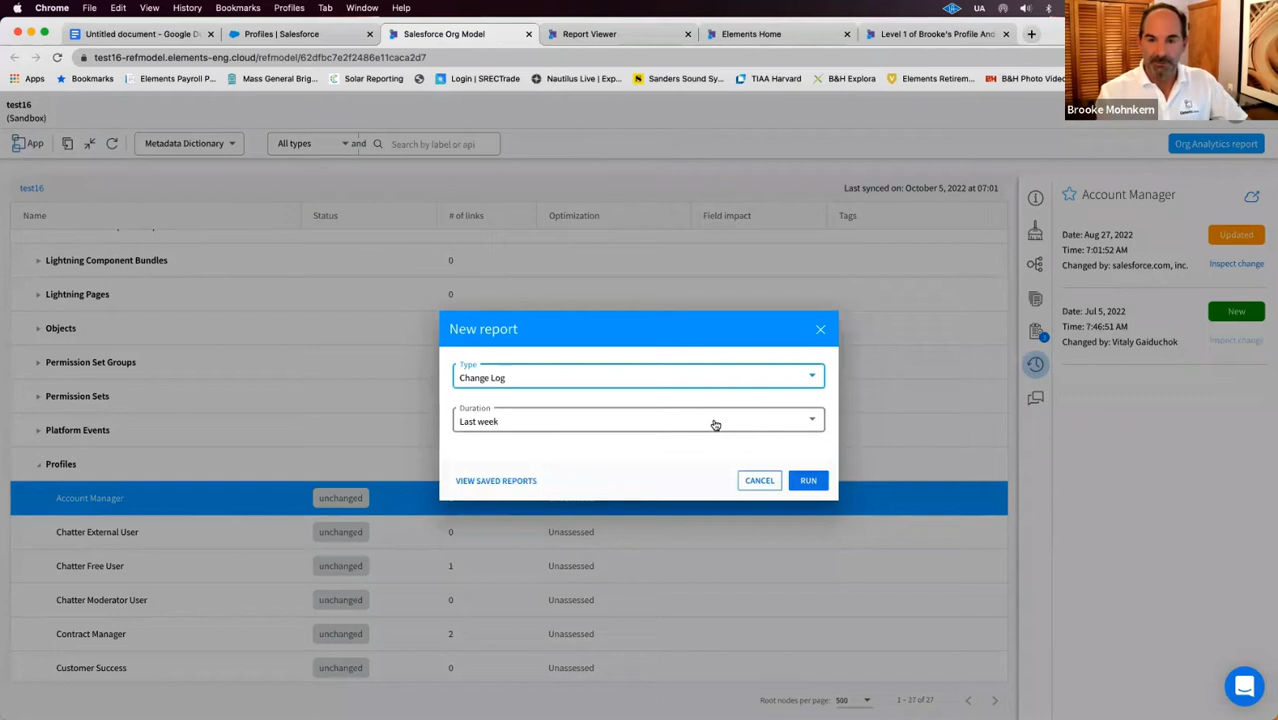 Chrome File Edit View History Bookmarks Profiles Tab Window Help UA
Untitled document - Google D
Profiles | Salesforce
Salesforce Org Model
Report Viewer
Elements Home
Level 1 of Brooke's Profile And
Apps Bookmarks Elements Payroll P... Mass General Brig... Solar Reporting Login | SRECTrade Nautilus Live | Exp... Sanders Sound Sy... TIAA Harvard B&H Explora Elements Retirem... B&H Photo Video
Brooke Mohnkern
test16
(Sandbox)
App
Metadata Dictionary
All types
and
Search by label or api
Org Analytics report
test16
Last synced on: October 5, 2022 at 07:01
Name Status # of links Optimization Field impact Tags
Lightning Component Bundles 0
Lightning Pages 0
Objects
Permission Set Groups
Permission Sets
Platform Events
Profiles
Account Manager unchanged
Chatter External User unchanged 0 Unassessed
Chatter Free User unchanged 1 Unassessed
Chatter Moderator User unchanged 0 Unassessed
Contract Manager unchanged 2 Unassessed
Customer Success unchanged 0 Unassessed
Root nodes per page: 500 1 - 27 of 27
New report
Type
Change Log
Duration
Last week
VIEW SAVED REPORTS
CANCEL
RUN
Account Manager
Date: Aug 27, 2022
Updated
Time: 7:01:52 AM
Changed by: salesforce.com, inc.
Inspect change
Date: Jul 5, 2022
New
Time: 7:46:51 AM
Changed by: Vitaly Gaiduchok
Inspect change